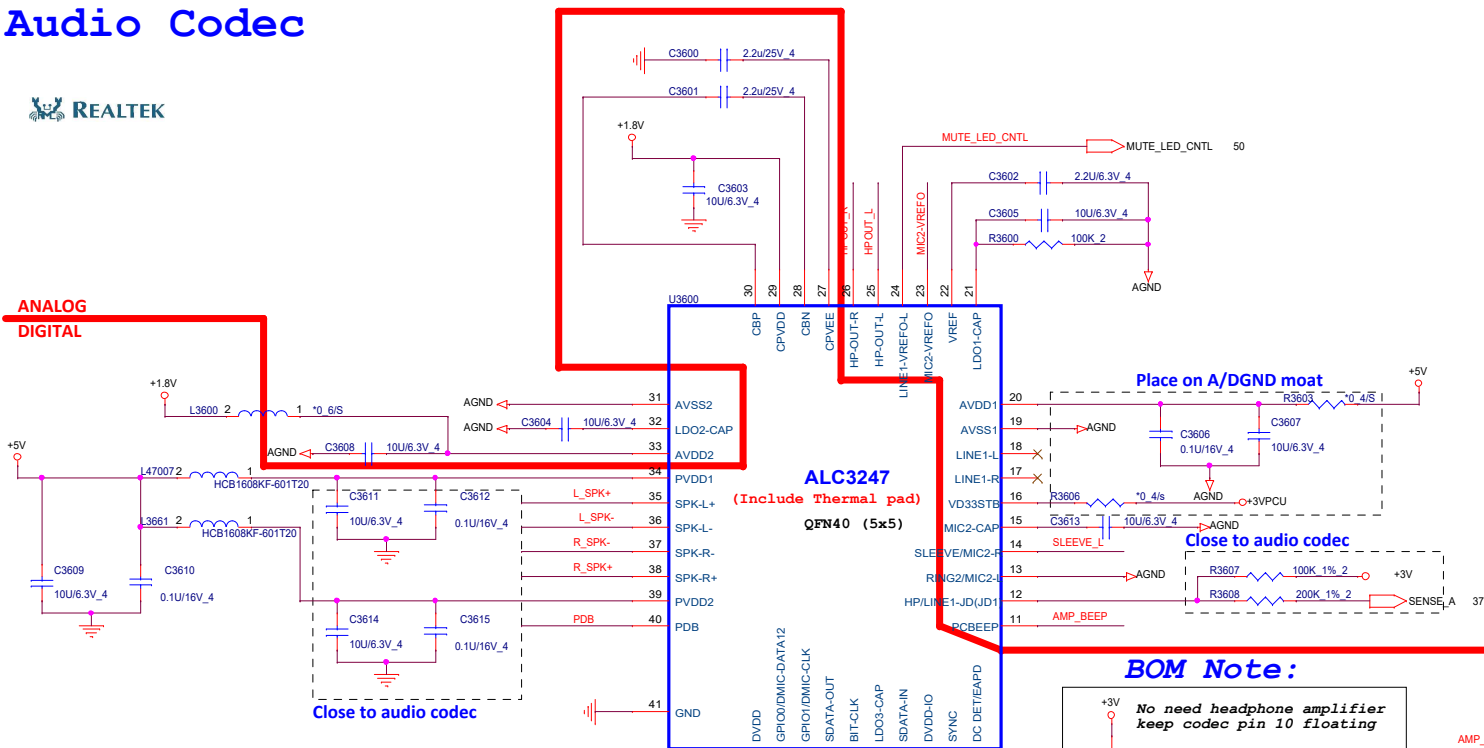 Audio Codec
REALTEK
C3600 2.2u/25V_4
C3601 2.2u/25V_4
+1.8V
C3603
10U/6.3V_4
HPOUT_R
HPOUT_L
MIC2-VREFO
MUTE_LED_CNTL
MUTE_LED_CNTL 50
C3602 2.2U/6.3V_4
C3605 10U/6.3V_4
R3600 100K_2
AGND
ANALOG
DIGITAL
U3600
30 CBP
29 CPVDD
28 CBN
27 CPVEE
26 HP-OUT-R
25 HP-OUT-L
24 LINE1-VREFO-L
23 MIC2-VREFO
22 VREF
21 LDO1-CAP
+1.8V
L3600 2 1 *0_6/S
AGND 31 AVSS2
AGND C3604 10U/6.3V_4 32 LDO2-CAP
AGND C3608 10U/6.3V_4 33 AVDD2
+5V
L47007 2 1 34 PVDD1
HCB1608KF-601T20
L3661 2 1
HCB1608KF-601T20
C3609
10U/6.3V_4
C3610
0.1U/16V_4
C3611
10U/6.3V_4
C3612
0.1U/16V_4
L_SPK+ 35 SPK-L+
L_SPK- 36 SPK-L-
R_SPK- 37 SPK-R-
R_SPK+ 38 SPK-R+
39 PVDD2
C3614
10U/6.3V_4
C3615
0.1U/16V_4
PDB 40 PDB
Close to audio codec
41 GND
ALC3247
(Include Thermal pad)
QFN40 (5x5)
DVDD
GPIO0/DMIC-DATA12
GPIO1/DMIC-CLK
SDATA-OUT
BIT-CLK
LDO3-CAP
SDATA-IN
DVDD-IO
SYNC
DC DET/EAPD
Place on A/DGND moat
+5V
AVDD1 20 R3603 *0_4/S
AVSS1 19 AGND
C3606
0.1U/16V_4
C3607
10U/6.3V_4
LINE1-L 18
LINE1-R 17
AGND
VD33STB 16 R3606 *0_4/s +3VPCU
MIC2-CAP 15 C3613 10U/6.3V_4 AGND
Close to audio codec
SLEEVE/MIC2-R 14 SLEEVE_L
RING2/MIC2-L 13 AGND
R3607 100K_1%_2 +3V
HP/LINE1-JD(JD1 12 R3608 200K_1%_2 SENSE_A 37
PCBEEP 11 AMP_BEEP
BOM Note:
+3V
No need headphone amplifier
keep codec pin 10 floating
AMP_